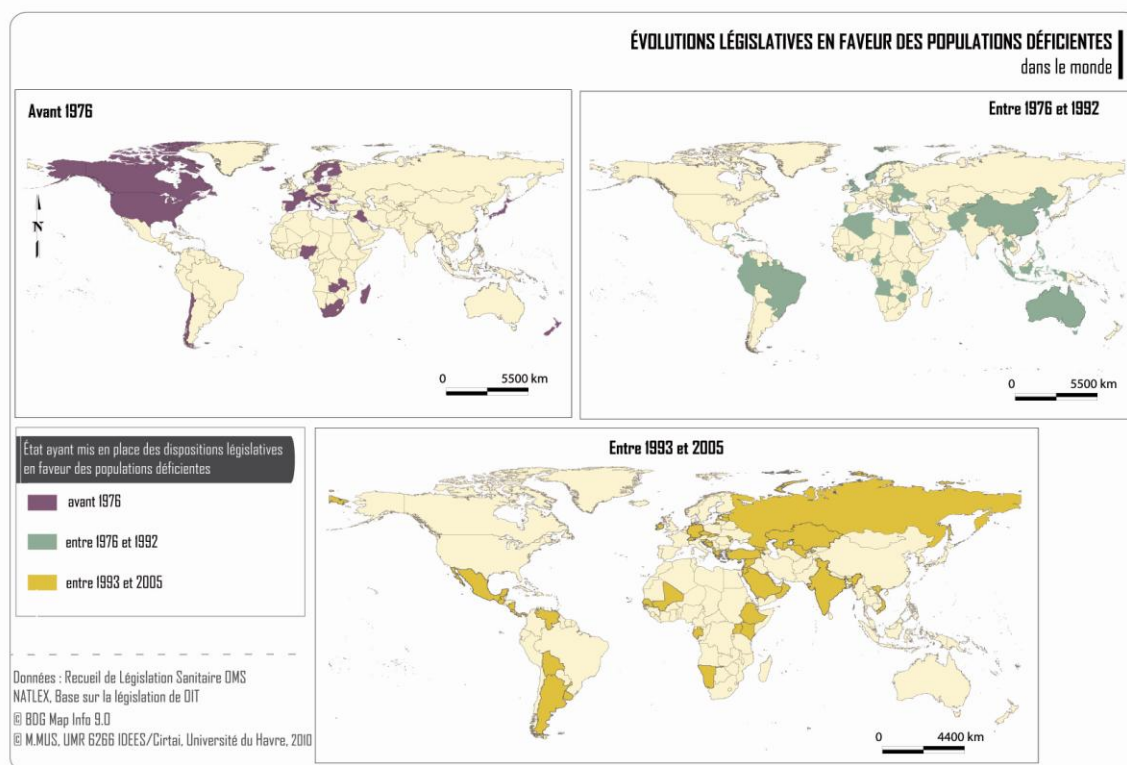 ÉVOLUTIONS LÉGISLATIVES EN FAVEUR DES POPULATIONS DÉFICIENTES
dans le monde
Avant 1976
N
0 5500 km
Entre 1976 et 1992
0 5500 km
État ayant mis en place des dispositions législatives
en faveur des populations déficientes
avant 1976
entre 1976 et 1992
entre 1993 et 2005
Entre 1993 et 2005
0 4400 km
Données : Recueil de Législation Sanitaire OMS
NATLEX, Base sur la législation de OIT
© BDG Map Info 9.0
© M.MUS, UMR 6266 IDEES/Cirtai, Université du Havre, 2010